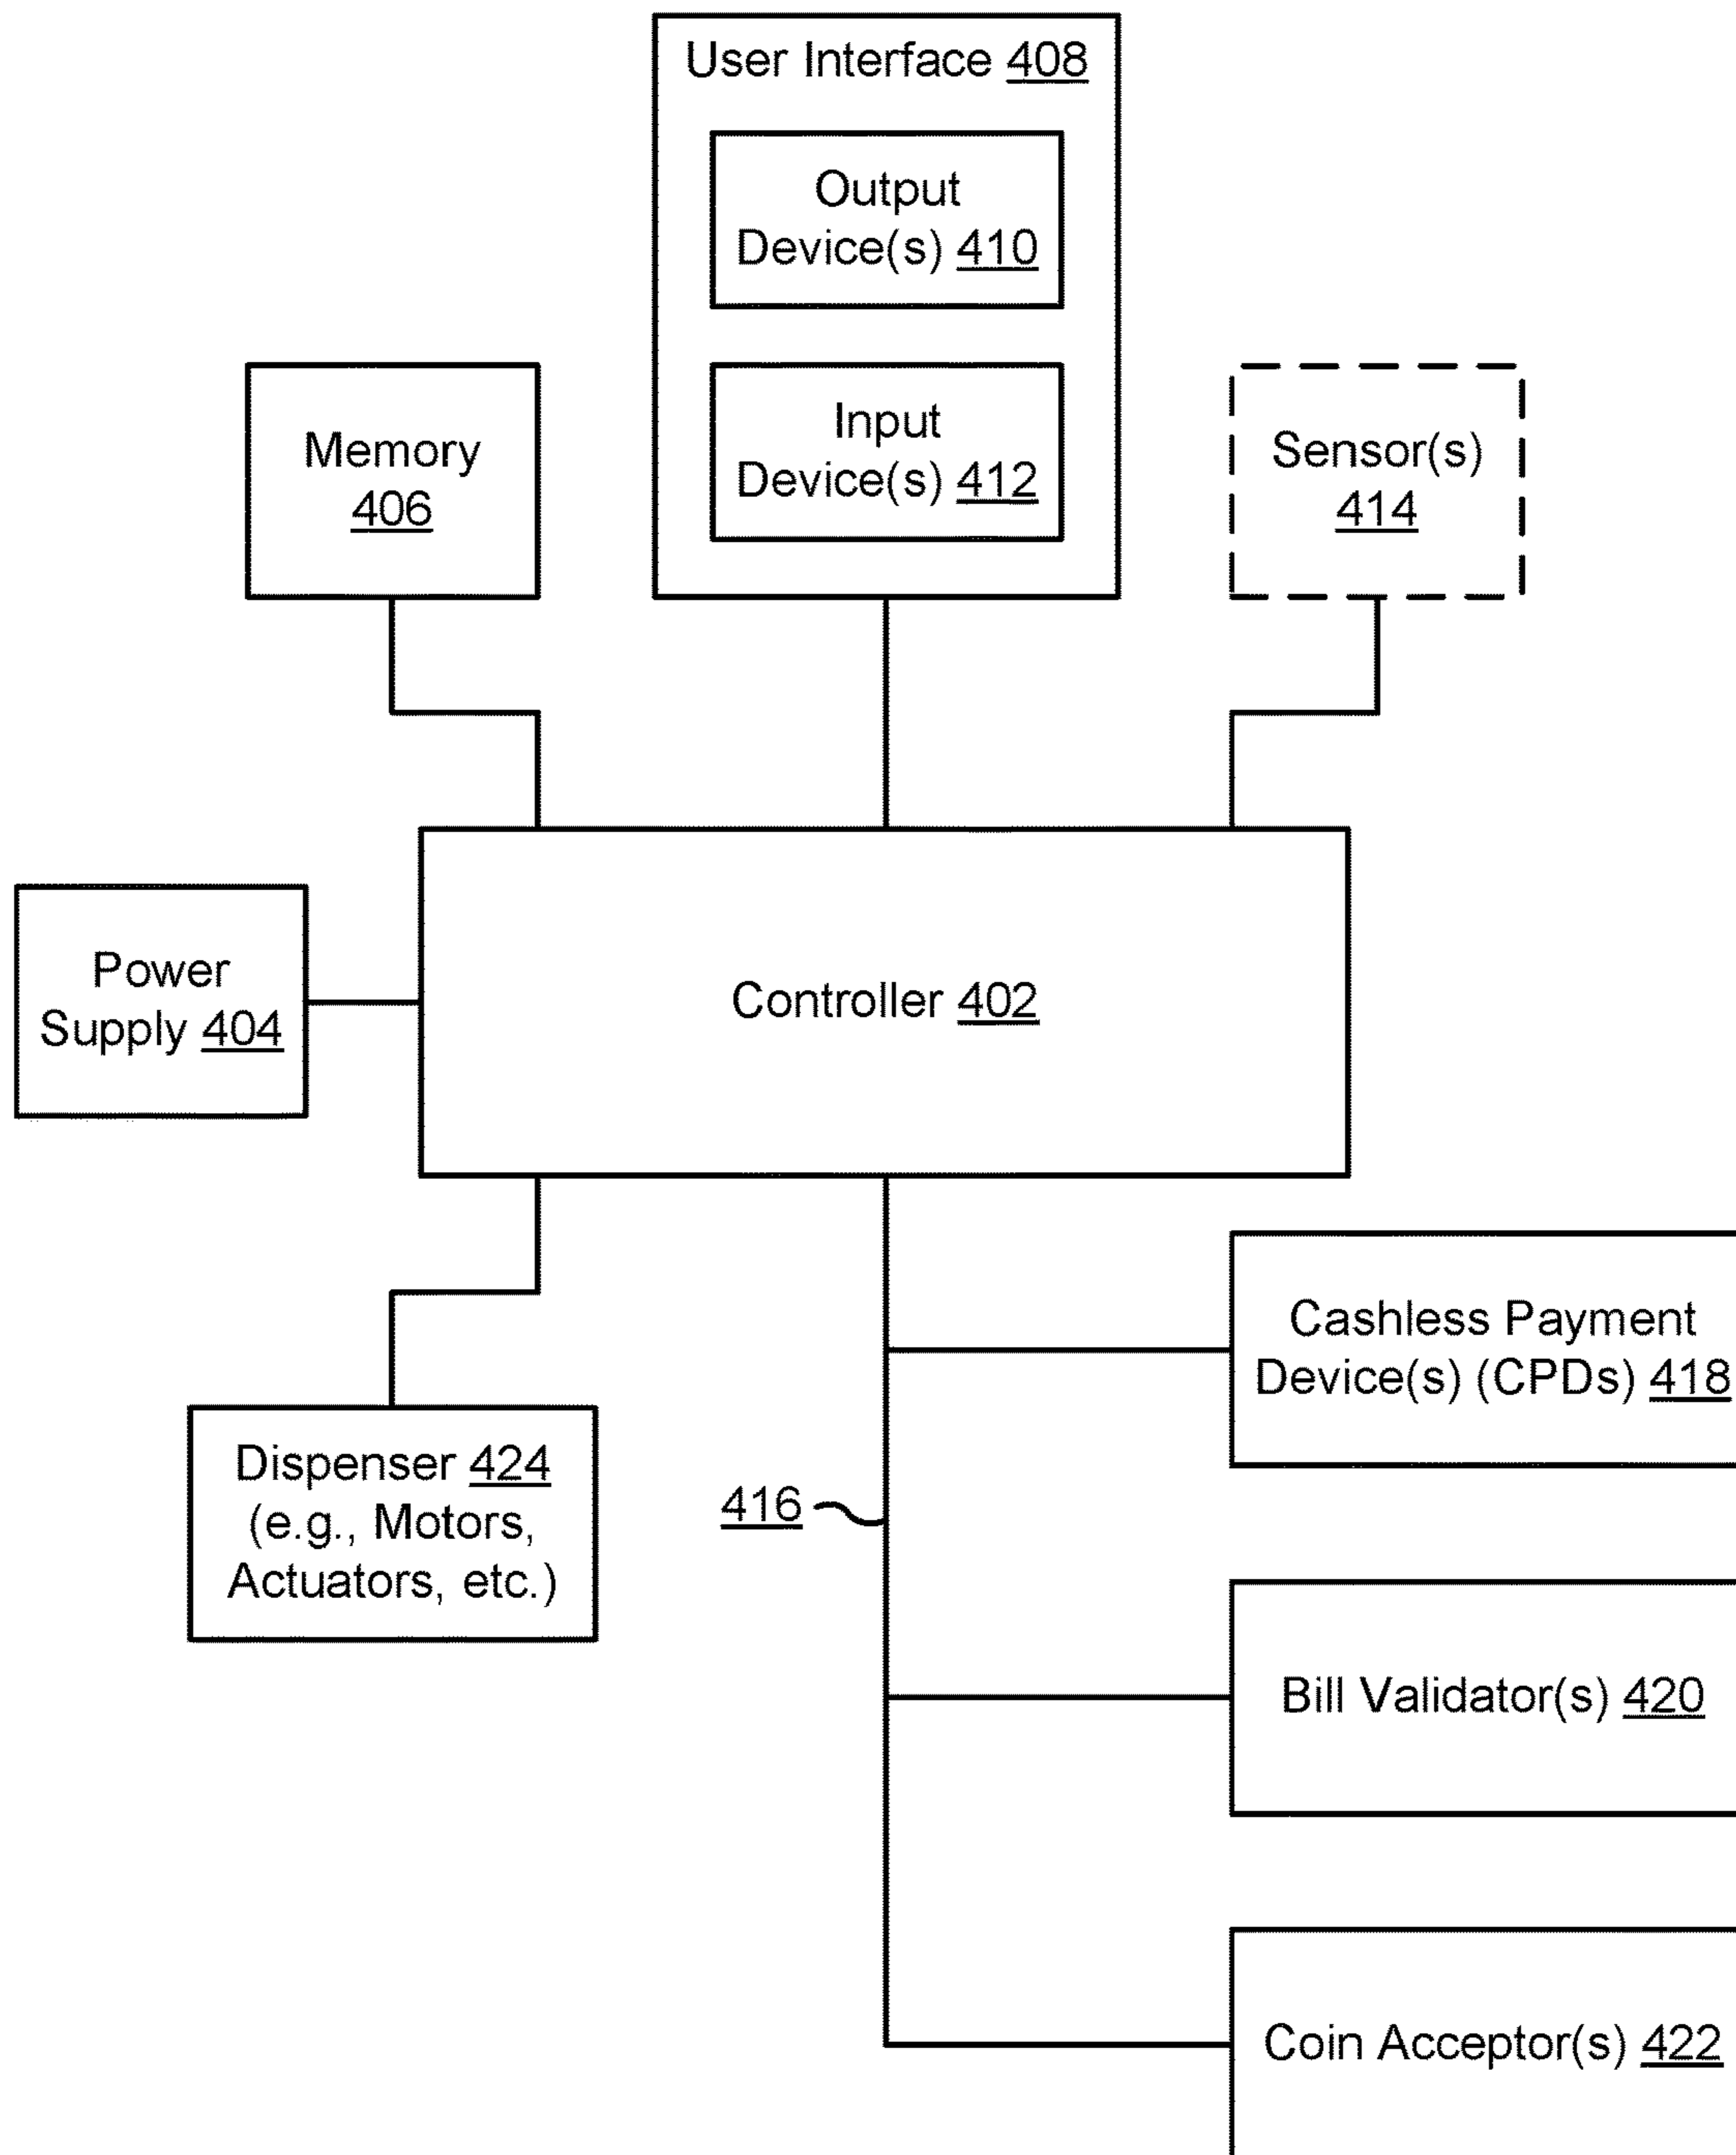 User Interface 408
Output
Device(s) 410
Input
Device(s) 412
Memory
406
Sensor(s)
414
Power
Supply 404
Controller 402
Cashless Payment
Device(s) (CPDs) 418
Dispenser 424
(e.g., Motors,
Actuators, etc.)
416
Bill Validator(s) 420
Coin Acceptor(s) 422